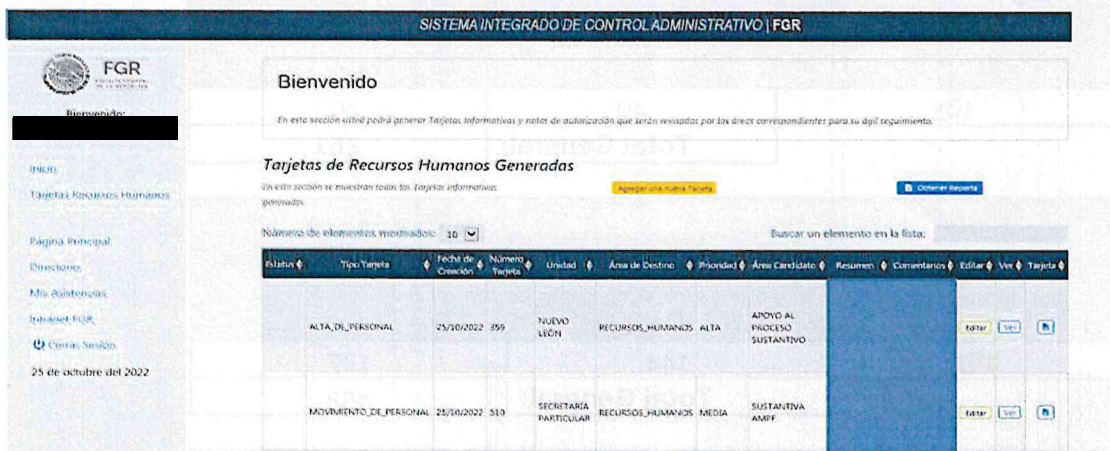 SISTEMA INTEGRADO DE CONTROL ADMINISTRATIVO | FGR
FGR
Bienvenido:
Inicio
Tarjetas Recursos Humanos
Página Principal
Directorio
Mis Asistencias
Intranet FGR
Cerrar Sesión
25 de octubre del 2022
Bienvenido
En esta sección usted podrá generar Tarjetas Informativas y notas de autorización que serán revisadas por las áreas correspondientes para su ágil seguimiento.
Tarjetas de Recursos Humanos Generadas
En esta sección se muestran todas las Tarjetas informativas
generadas
Agregar una nueva Tarjeta
Obtener Reporte
Número de elementos mostrados: 10
Buscar un elemento en la lista:
Estatus Tipo Tarjeta Fecha de Creación Número Tarjeta Unidad Área de Destino Prioridad Área Candidato Resumen Comentarios Editar Ver Tarjeta
ALTA_DE_PERSONAL 25/10/2022 359 NUEVO LEÓN RECURSOS_HUMANOS ALTA APOYO AL PROCESO SUSTANTIVO Editar Ver
MOVIMIENTO_DE_PERSONAL 25/10/2022 510 SECRETARÍA PARTICULAR RECURSOS_HUMANOS MEDIA SUSTANTIVA AMPF Editar Ver